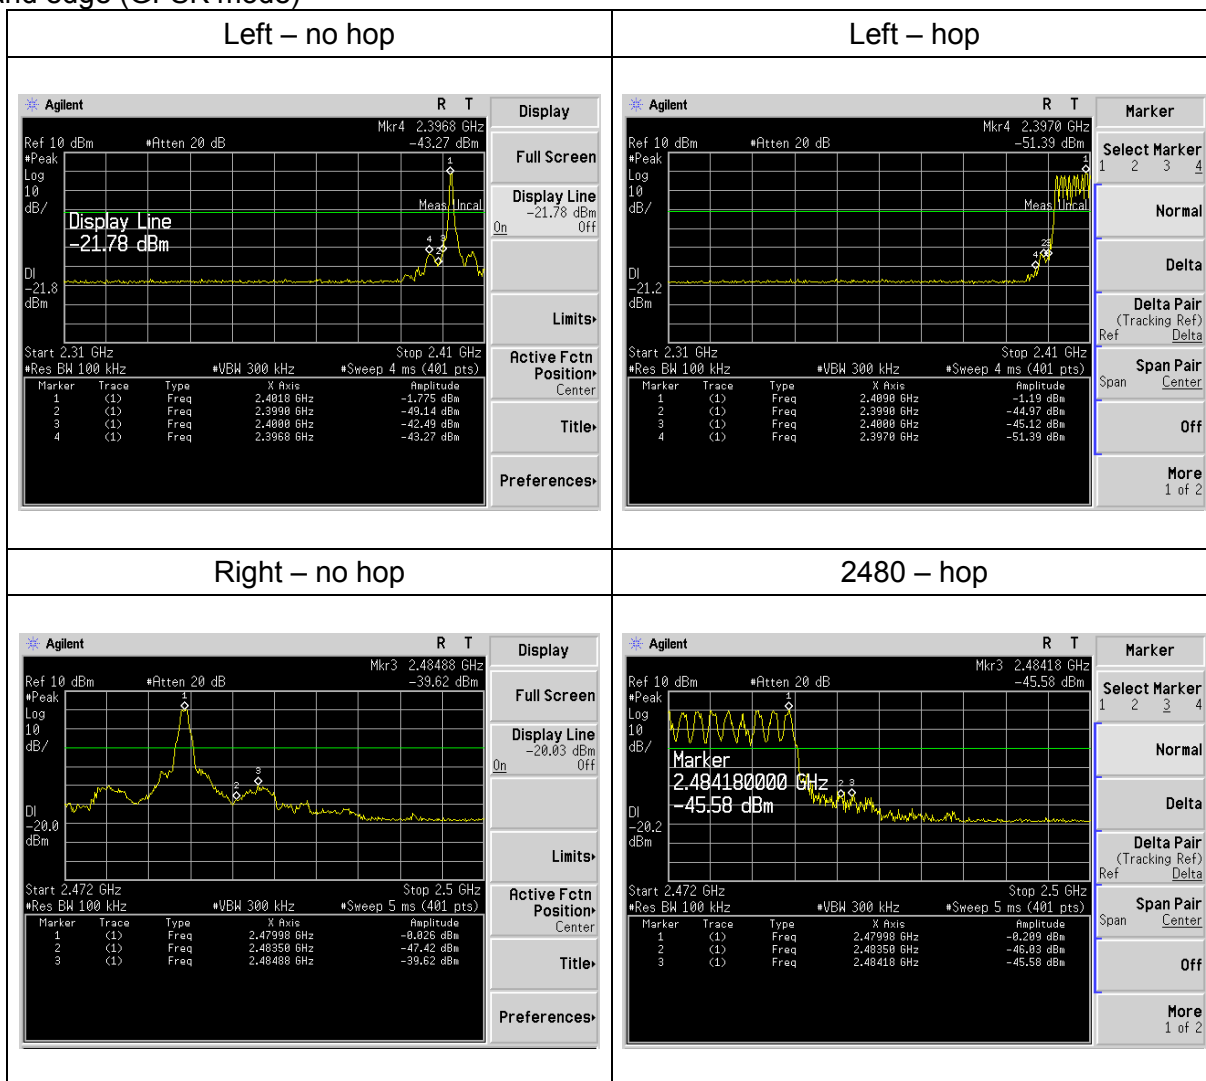 Left – no hop
Left – hop
Agilent
R T
Mkr4 2.3968 GHz
Ref 10 dBm #Atten 20 dB -43.27 dBm
#Peak
Log
10
dB/
1
Meas Uncal
Display Line
-21.78 dBm
4
3
2
DI
-21.8
dBm
Start 2.31 GHz Stop 2.41 GHz
#Res BW 100 kHz #VBW 300 kHz #Sweep 4 ms (401 pts)
Marker Trace Type X Axis Amplitude
1 (1) Freq 2.4018 GHz -1.775 dBm
2 (1) Freq 2.3990 GHz -49.14 dBm
3 (1) Freq 2.4000 GHz -42.49 dBm
4 (1) Freq 2.3968 GHz -43.27 dBm
Display
Full Screen
Display Line
-21.78 dBm
On Off
Limits
Active Fctn
Position
Center
Title
Preferences
Agilent
R T
Mkr4 2.3970 GHz
Ref 10 dBm #Atten 20 dB -51.39 dBm
#Peak
Log
10
dB/
1
Meas Uncal
4
2
3
DI
-21.2
dBm
Start 2.31 GHz Stop 2.41 GHz
#Res BW 100 kHz #VBW 300 kHz #Sweep 4 ms (401 pts)
Marker Trace Type X Axis Amplitude
1 (1) Freq 2.4090 GHz -1.19 dBm
2 (1) Freq 2.3990 GHz -44.97 dBm
3 (1) Freq 2.4000 GHz -45.12 dBm
4 (1) Freq 2.3970 GHz -51.39 dBm
Marker
Select Marker
1 2 3 4
Normal
Delta
Delta Pair
(Tracking Ref)
Ref Delta
Span Pair
Span Center
Off
More
1 of 2
Right – no hop
2480 – hop
Agilent
R T
Mkr3 2.48488 GHz
Ref 10 dBm #Atten 20 dB -39.62 dBm
#Peak
Log
10
dB/
1
2
3
DI
-20.0
dBm
Start 2.472 GHz Stop 2.5 GHz
#Res BW 100 kHz #VBW 300 kHz #Sweep 5 ms (401 pts)
Marker Trace Type X Axis Amplitude
1 (1) Freq 2.47998 GHz -0.026 dBm
2 (1) Freq 2.48350 GHz -47.42 dBm
3 (1) Freq 2.48488 GHz -39.62 dBm
Display
Full Screen
Display Line
-20.03 dBm
On Off
Limits
Active Fctn
Position
Center
Title
Preferences
Agilent
R T
Mkr3 2.48418 GHz
Ref 10 dBm #Atten 20 dB -45.58 dBm
#Peak
Log
10
dB/
1
Marker
2.484180000 GHz
-45.58 dBm
2 3
DI
-20.2
dBm
Start 2.472 GHz Stop 2.5 GHz
#Res BW 100 kHz #VBW 300 kHz #Sweep 5 ms (401 pts)
Marker Trace Type X Axis Amplitude
1 (1) Freq 2.47998 GHz -0.209 dBm
2 (1) Freq 2.48350 GHz -46.03 dBm
3 (1) Freq 2.48418 GHz -45.58 dBm
Marker
Select Marker
1 2 3 4
Normal
Delta
Delta Pair
(Tracking Ref)
Ref Delta
Span Pair
Span Center
Off
More
1 of 2